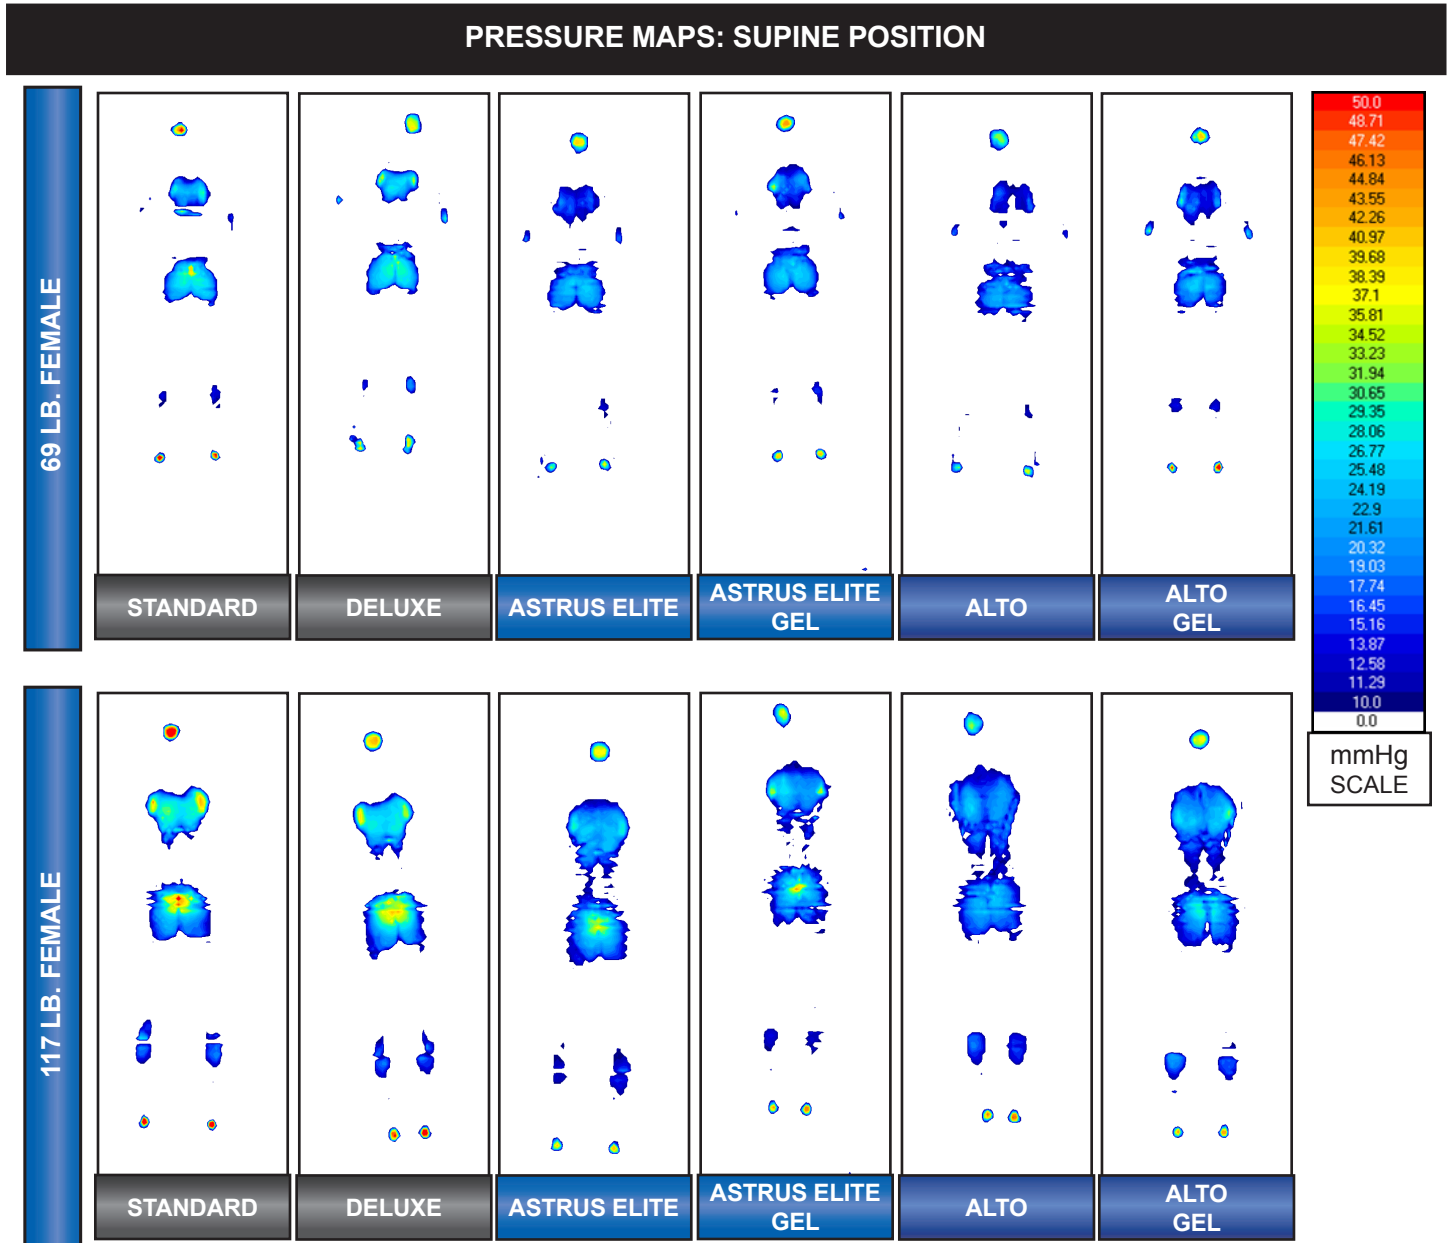 PRESSURE MAPS: SUPINE POSITION
69 LB. FEMALE
STANDARD
DELUXE
ASTRUS ELITE
ASTRUS ELITE
GEL
ALTO
ALTO
GEL
50.0
48.71
47.42
46.13
44.84
43.55
42.26
40.97
39.68
38.39
37.1
35.81
34.52
33.23
31.94
30.65
29.35
28.06
26.77
25.48
24.19
22.9
21.61
20.32
19.03
17.74
16.45
15.16
13.87
12.58
11.29
10.0
0.0
mmHg
SCALE
117 LB. FEMALE
STANDARD
DELUXE
ASTRUS ELITE
ASTRUS ELITE
GEL
ALTO
ALTO
GEL